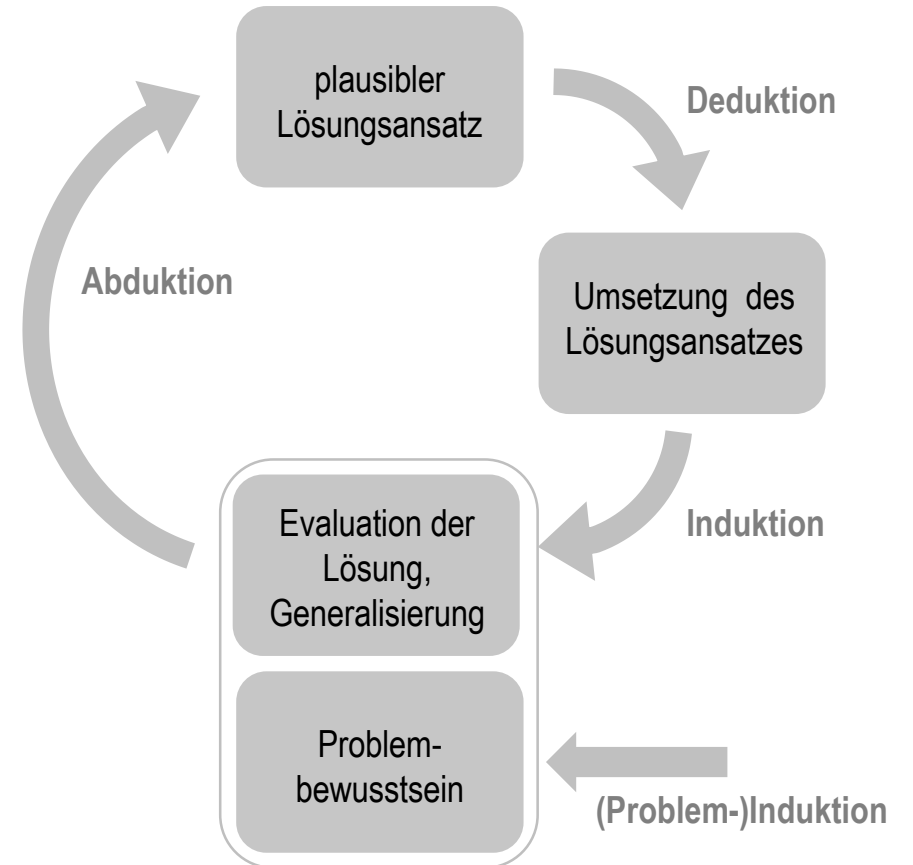 plausibler
Lösungsansatz
Deduktion
Abduktion
Umsetzung des
Lösungsansatzes
Evaluation der
Lösung,
Generalisierung
Induktion
Problem-
bewusstsein
(Problem-)Induktion